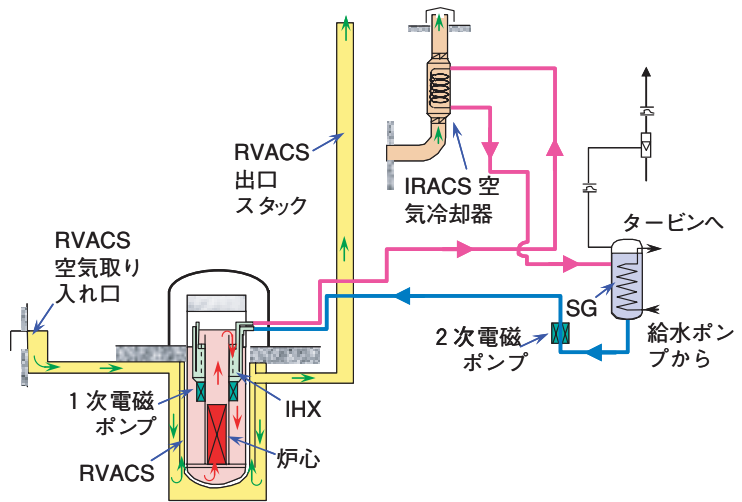 RVACS
出口
スタック
IRACS 空
気冷却器
タービンへ
RVACS
空気取り
入れ口
SG
2 次電磁
ポンプ
給水ポン
プから
1 次電磁
ポンプ
IHX
炉心
RVACS